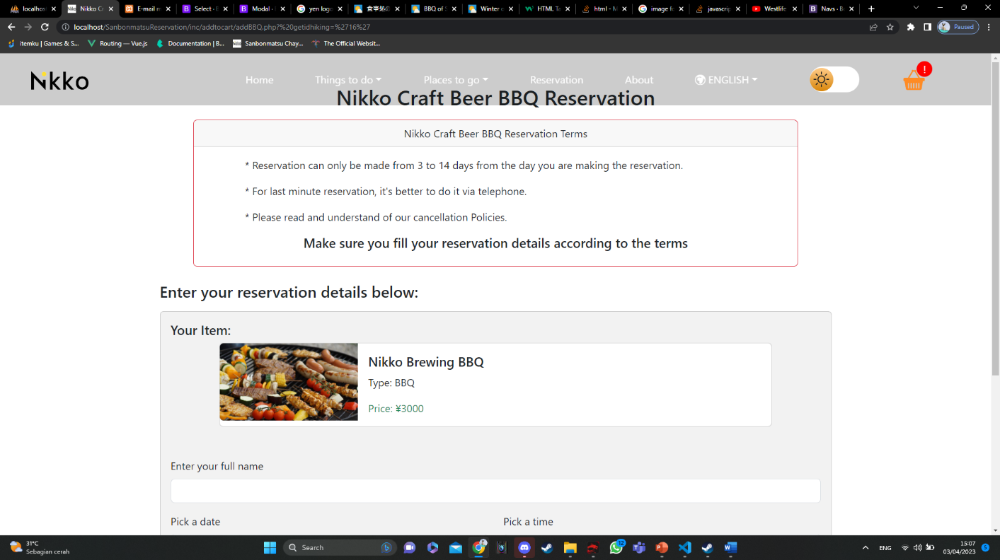 localhost
Nikko Cr
E-mail m
Select · B
Modal ·
yen logo
食事処の
BBQ of S
Winter c
HTML Ta
html - M
image fo
javascrip
Westlife
Navs · Bo
localhost/SanbonmatsuReservation/inc/addtocart/addBBQ.php?%20getidhiking=%2716%27
Paused
itemku | Games & S...
Routing — Vue.js
Documentation | B...
Nikko
Sanbonmatsu Chay...
The Official Websit...
Nikko
Home
Things to do
Places to go
Reservation
About
ENGLISH
!
Nikko Craft Beer BBQ Reservation
Nikko Craft Beer BBQ Reservation Terms
* Reservation can only be made from 3 to 14 days from the day you are making the reservation.
* For last minute reservation, it's better to do it via telephone.
* Please read and understand of our cancellation Policies.
Make sure you fill your reservation details according to the terms
Enter your reservation details below:
Your Item:
Nikko Brewing BBQ
Type: BBQ
Price: ¥3000
Enter your full name
Pick a date
Pick a time
31°C
Sebagian cerah
Search
12
ENG
15:07
03/04/2023
5